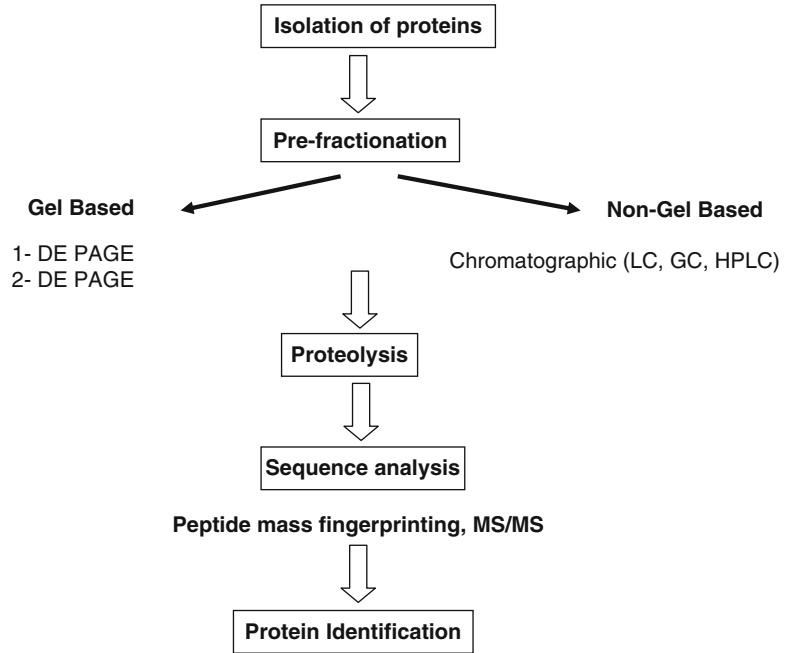 Isolation of proteins
Pre-fractionation
Gel Based
1- DE PAGE
2- DE PAGE
Non-Gel Based
Chromatographic (LC, GC, HPLC)
Proteolysis
Sequence analysis
Peptide mass fingerprinting, MS/MS
Protein Identification